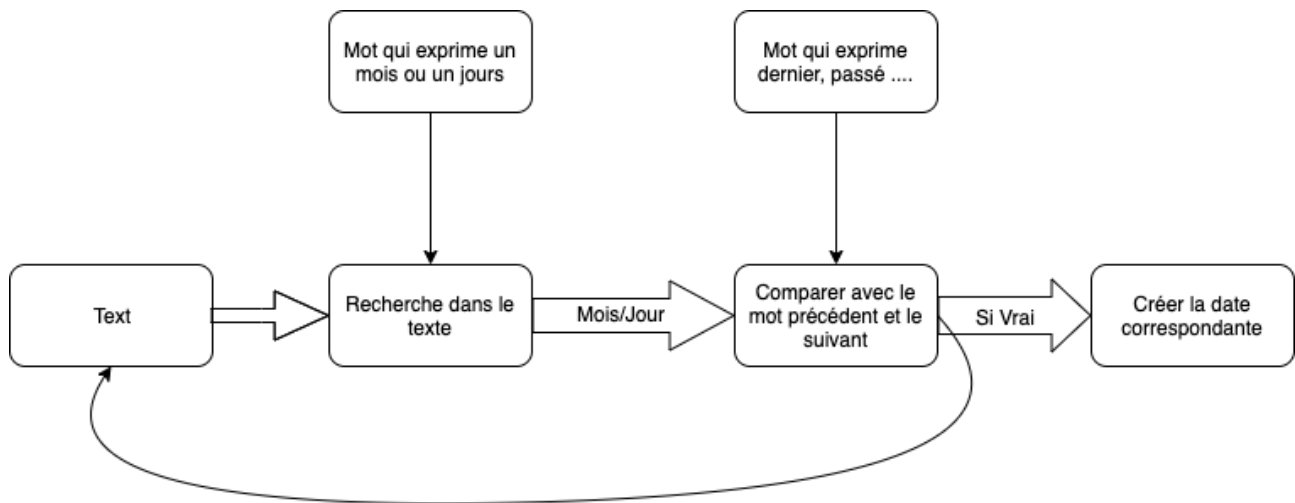 Mot qui exprime un
mois ou un jours
Mot qui exprime
dernier, passé ....
Text
Recherche dans le
texte
Mois/Jour
Comparer avec le
mot précédent et le
suivant
Si Vrai
Créer la date
correspondante